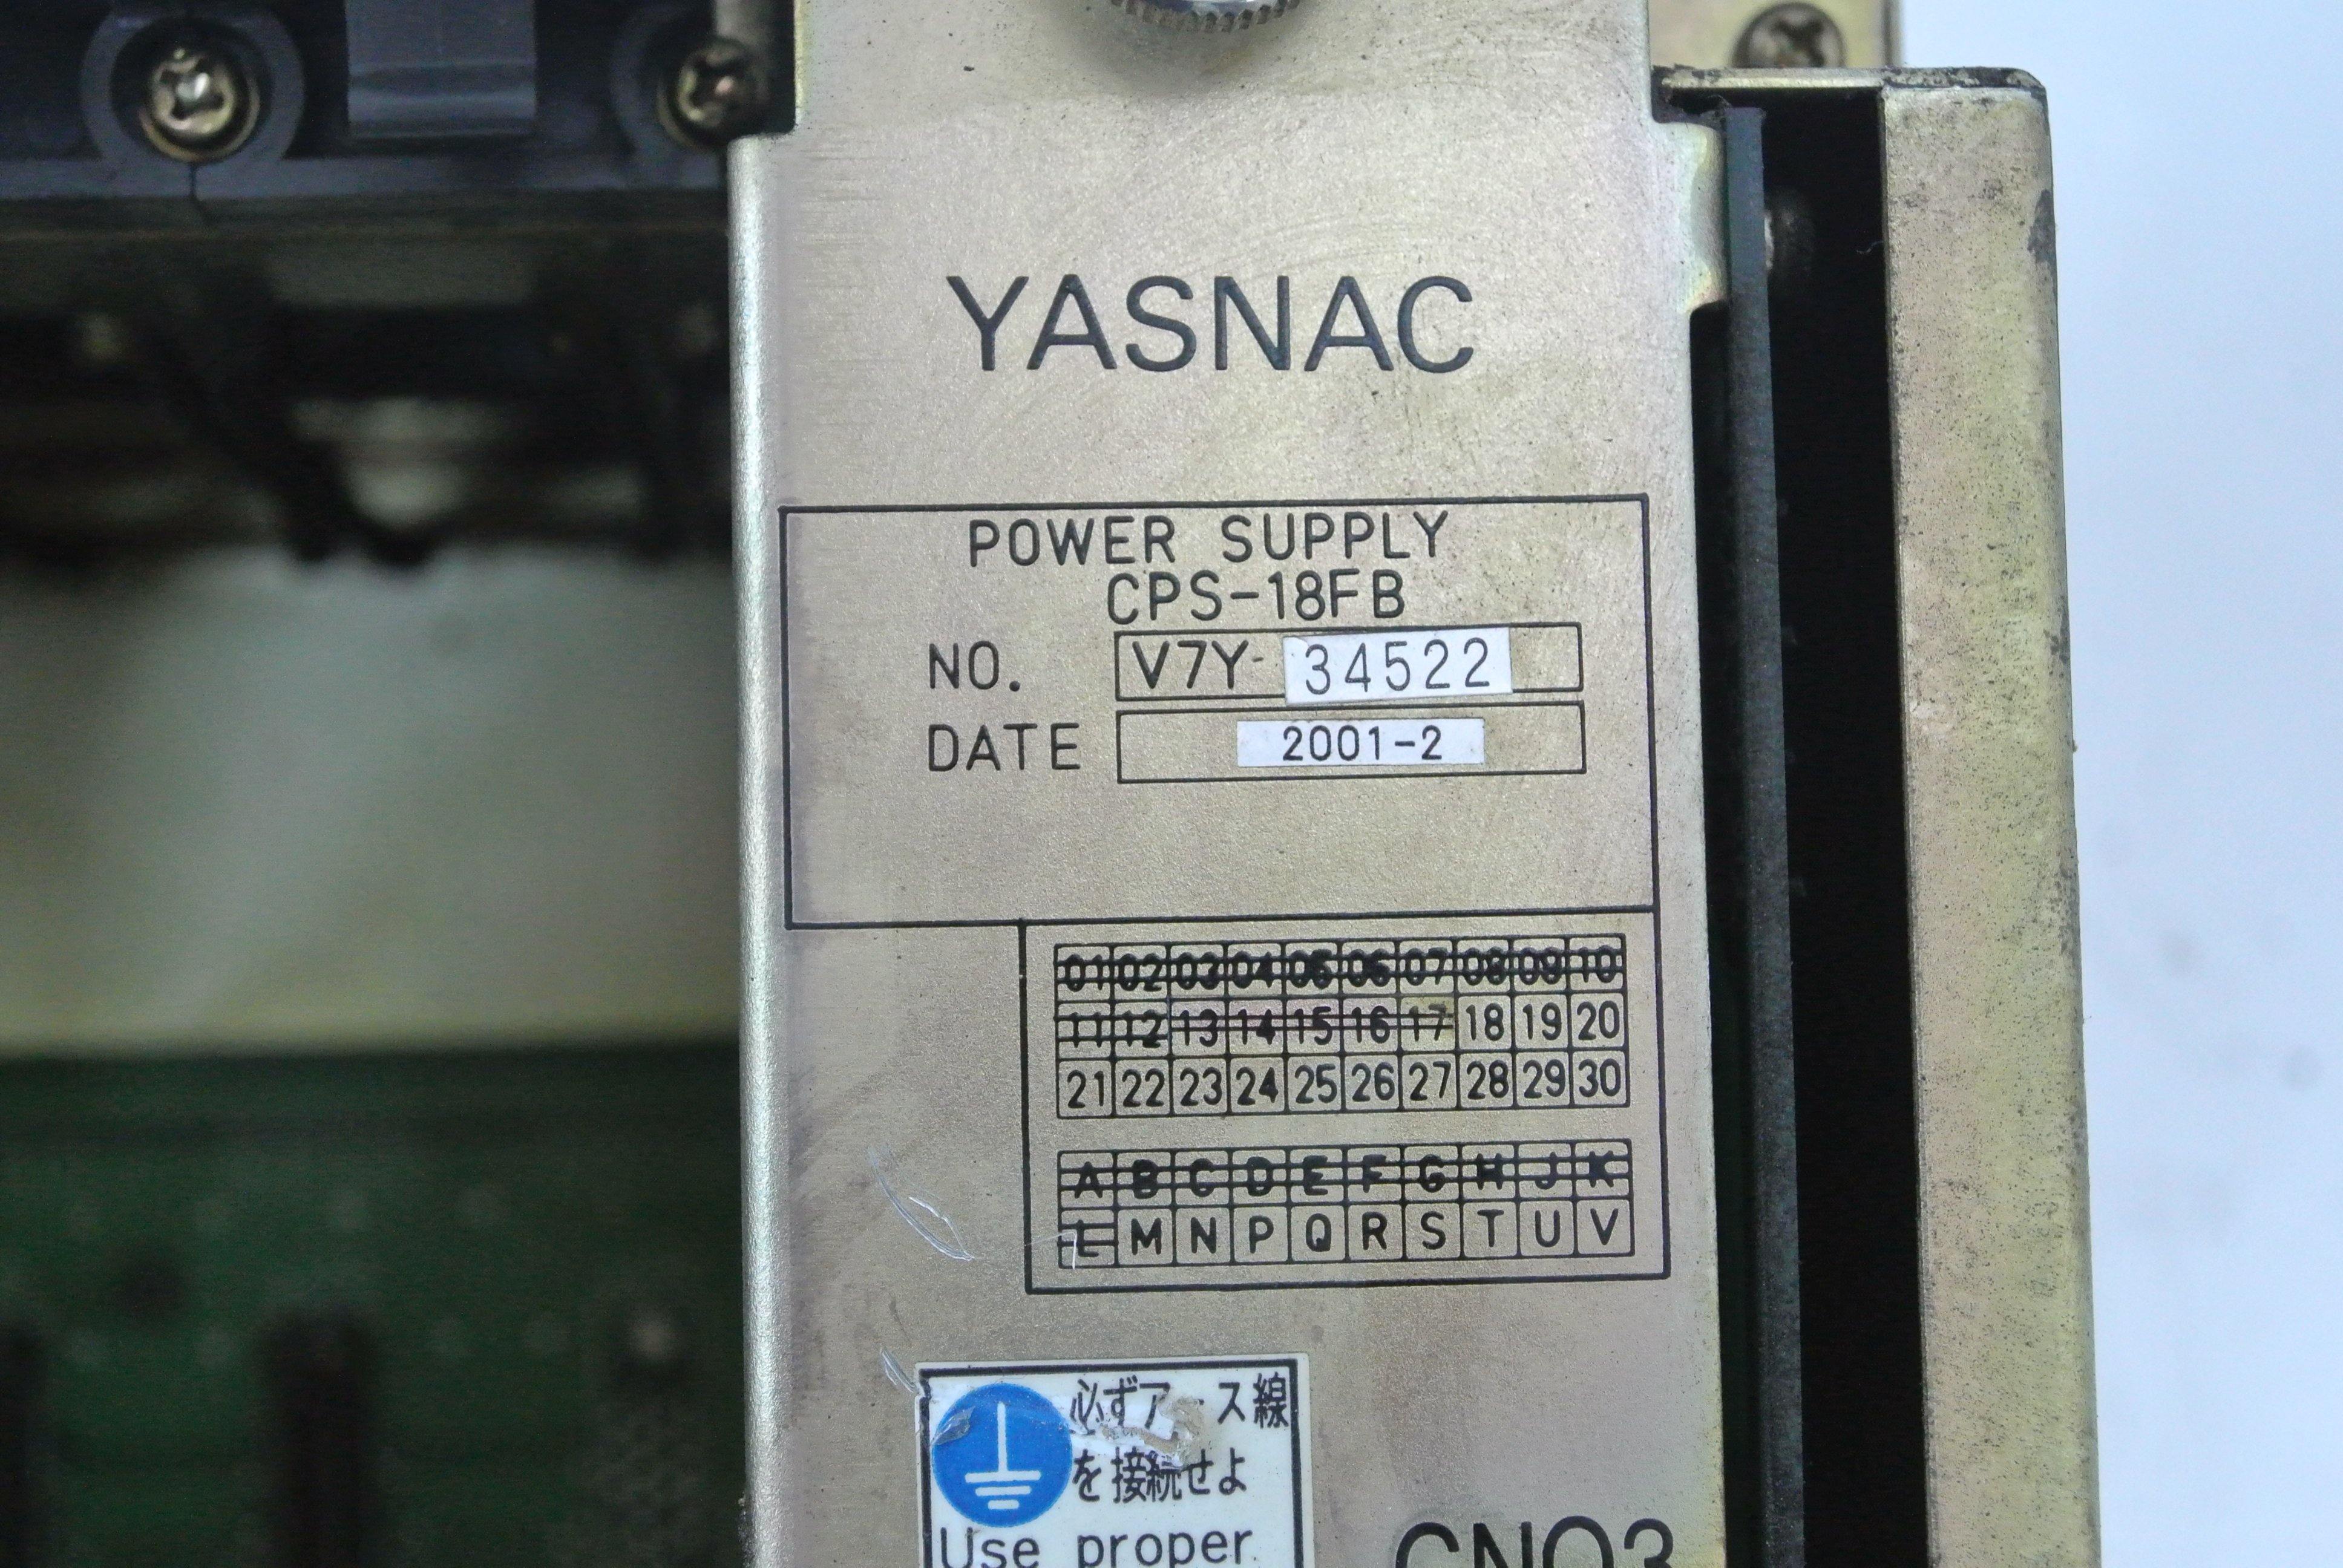 YASNAC
POWER SUPPLY
CPS-18FB
NO. V7Y- 34522
DATE 2001-2
01 02 03 04 05 06 07 08 09 10
11 12 13 14 15 16 17 18 19 20
21 22 23 24 25 26 27 28 29 30
A B C D E F G H J K
L M N P Q R S T U V
必ずアース線
を接続せよ
Use proper
CN03